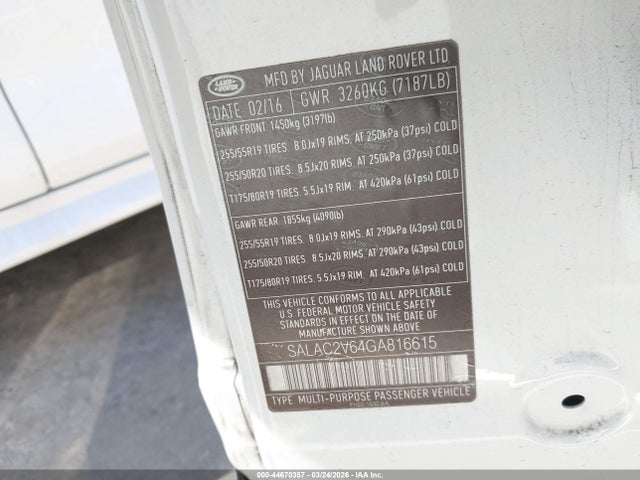 LAND
ROVER
MFD BY JAGUAR LAND ROVER LTD
DATE 02/16 GWR 3260KG (7187LB)
GAWR FRONT 1450kg (3197lb)
255/55R19 TIRES. 8.0Jx19 RIMS. AT 250kPa (37psi) COLD
255/50R20 TIRES. 8.5Jx20 RIMS. AT 250kPa (37psi) COLD
T175/80R19 TIRES. 5.5Jx19 RIM. AT 420kPa (61psi) COLD
GAWR REAR 1855kg (4090lb)
255/55R19 TIRES. 8.0Jx19 RIMS. AT 290kPa (43psi) COLD
255/50R20 TIRES. 8.5Jx20 RIMS. AT 290kPa (43psi) COLD
T175/80R19 TIRES. 5.5Jx19 RIM. AT 420kPa (61psi) COLD
THIS VEHICLE CONFORMS TO ALL APPLICABLE
U.S. FEDERAL MOTOR VEHICLE SAFETY
STANDARDS IN EFFECT ON THE DATE OF
MANUFACTURE SHOWN ABOVE
SALAC2V64GA816615
TYPE MULTI-PURPOSE PASSENGER VEHICLE
000-44670357 - 03/24/2026 - COPYRIGHT IAA, LLC